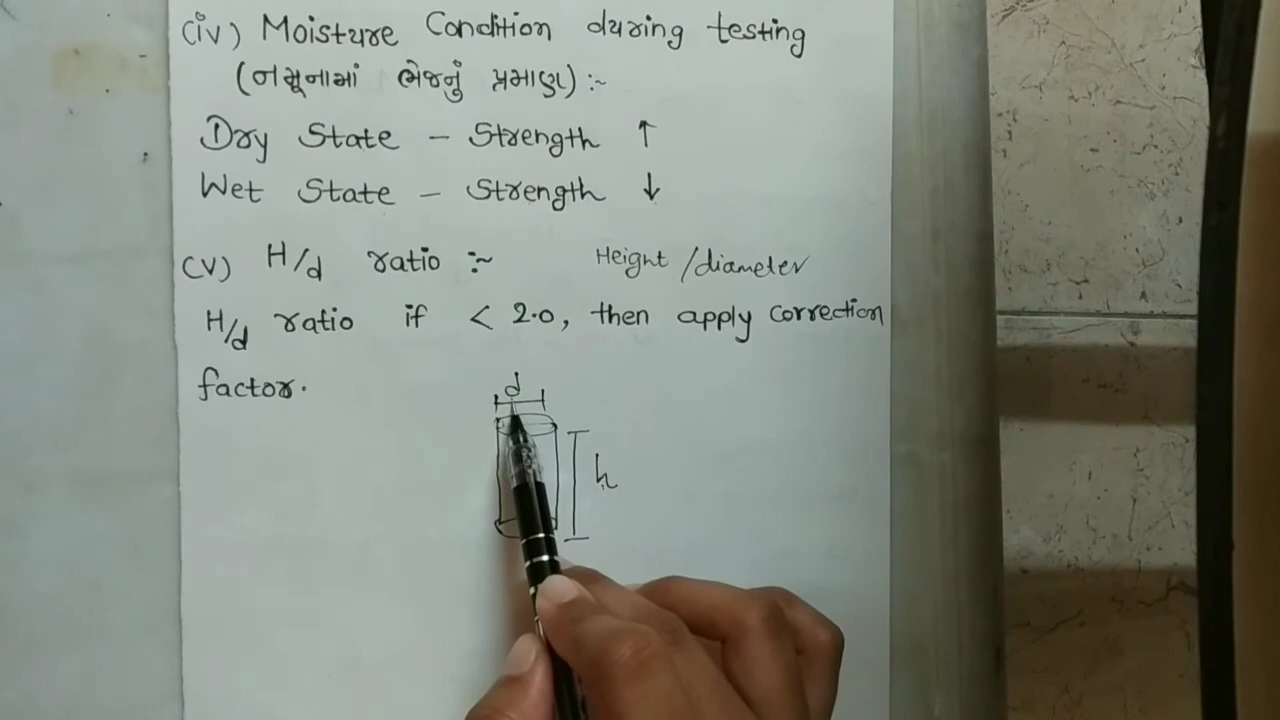 (iv) Moisture Condition during testing
(નમૂનામાં ભેજનું પ્રમાણ) :~
Dry State - Strength ↑
Wet State - Strength ↓
(v) H/d ratio :~ Height /diameter
H/d ratio if < 2.0, then apply correction
factor.
d
h